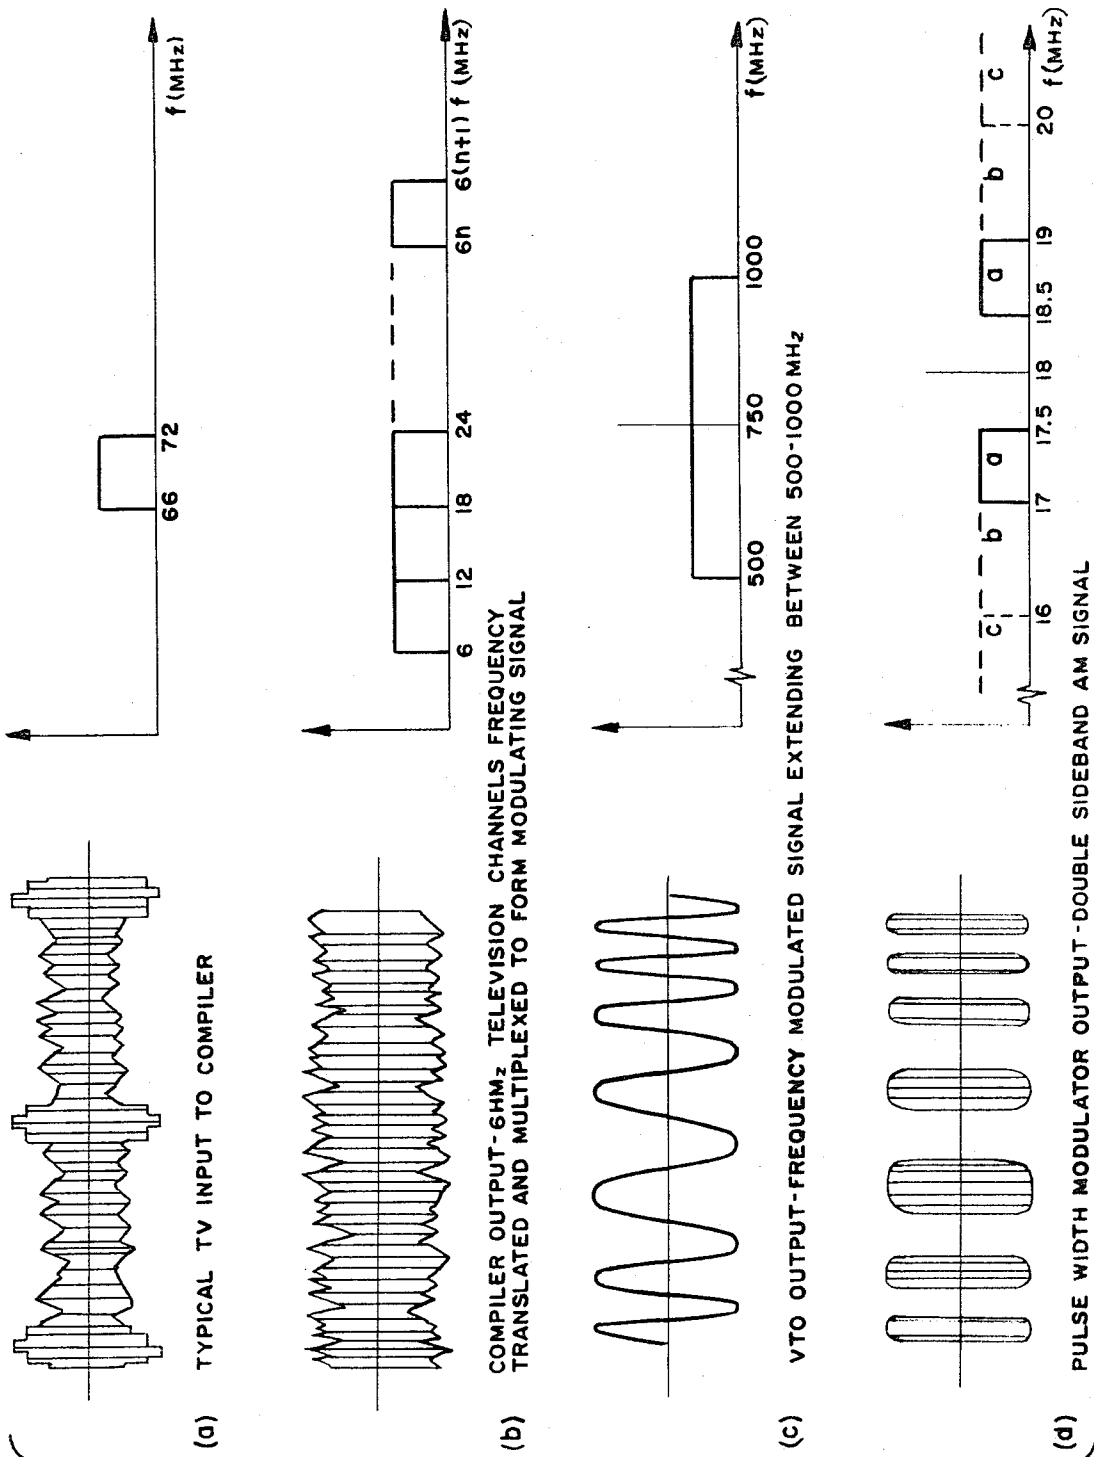 66 72 f(MHz)
(a) TYPICAL TV INPUT TO COMPILER
6 12 18 24 6n 6(n+1) f (MHz)
(b) COMPILER OUTPUT-6HMz TELEVISION CHANNELS FREQUENCY
TRANSLATED AND MULTIPLEXED TO FORM MODULATING SIGNAL
500 750 1000 f(MHz)
(c) VTO OUTPUT-FREQUENCY MODULATED SIGNAL EXTENDING BETWEEN 500-1000MHz
c b a a b c
16 17 17.5 18 18.5 19 20 f(MHz)
(d) PULSE WIDTH MODULATOR OUTPUT-DOUBLE SIDEBAND AM SIGNAL